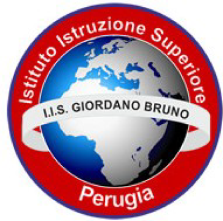 Istituto Istruzione Superiore
I.I.S. GIORDANO BRUNO
Perugia